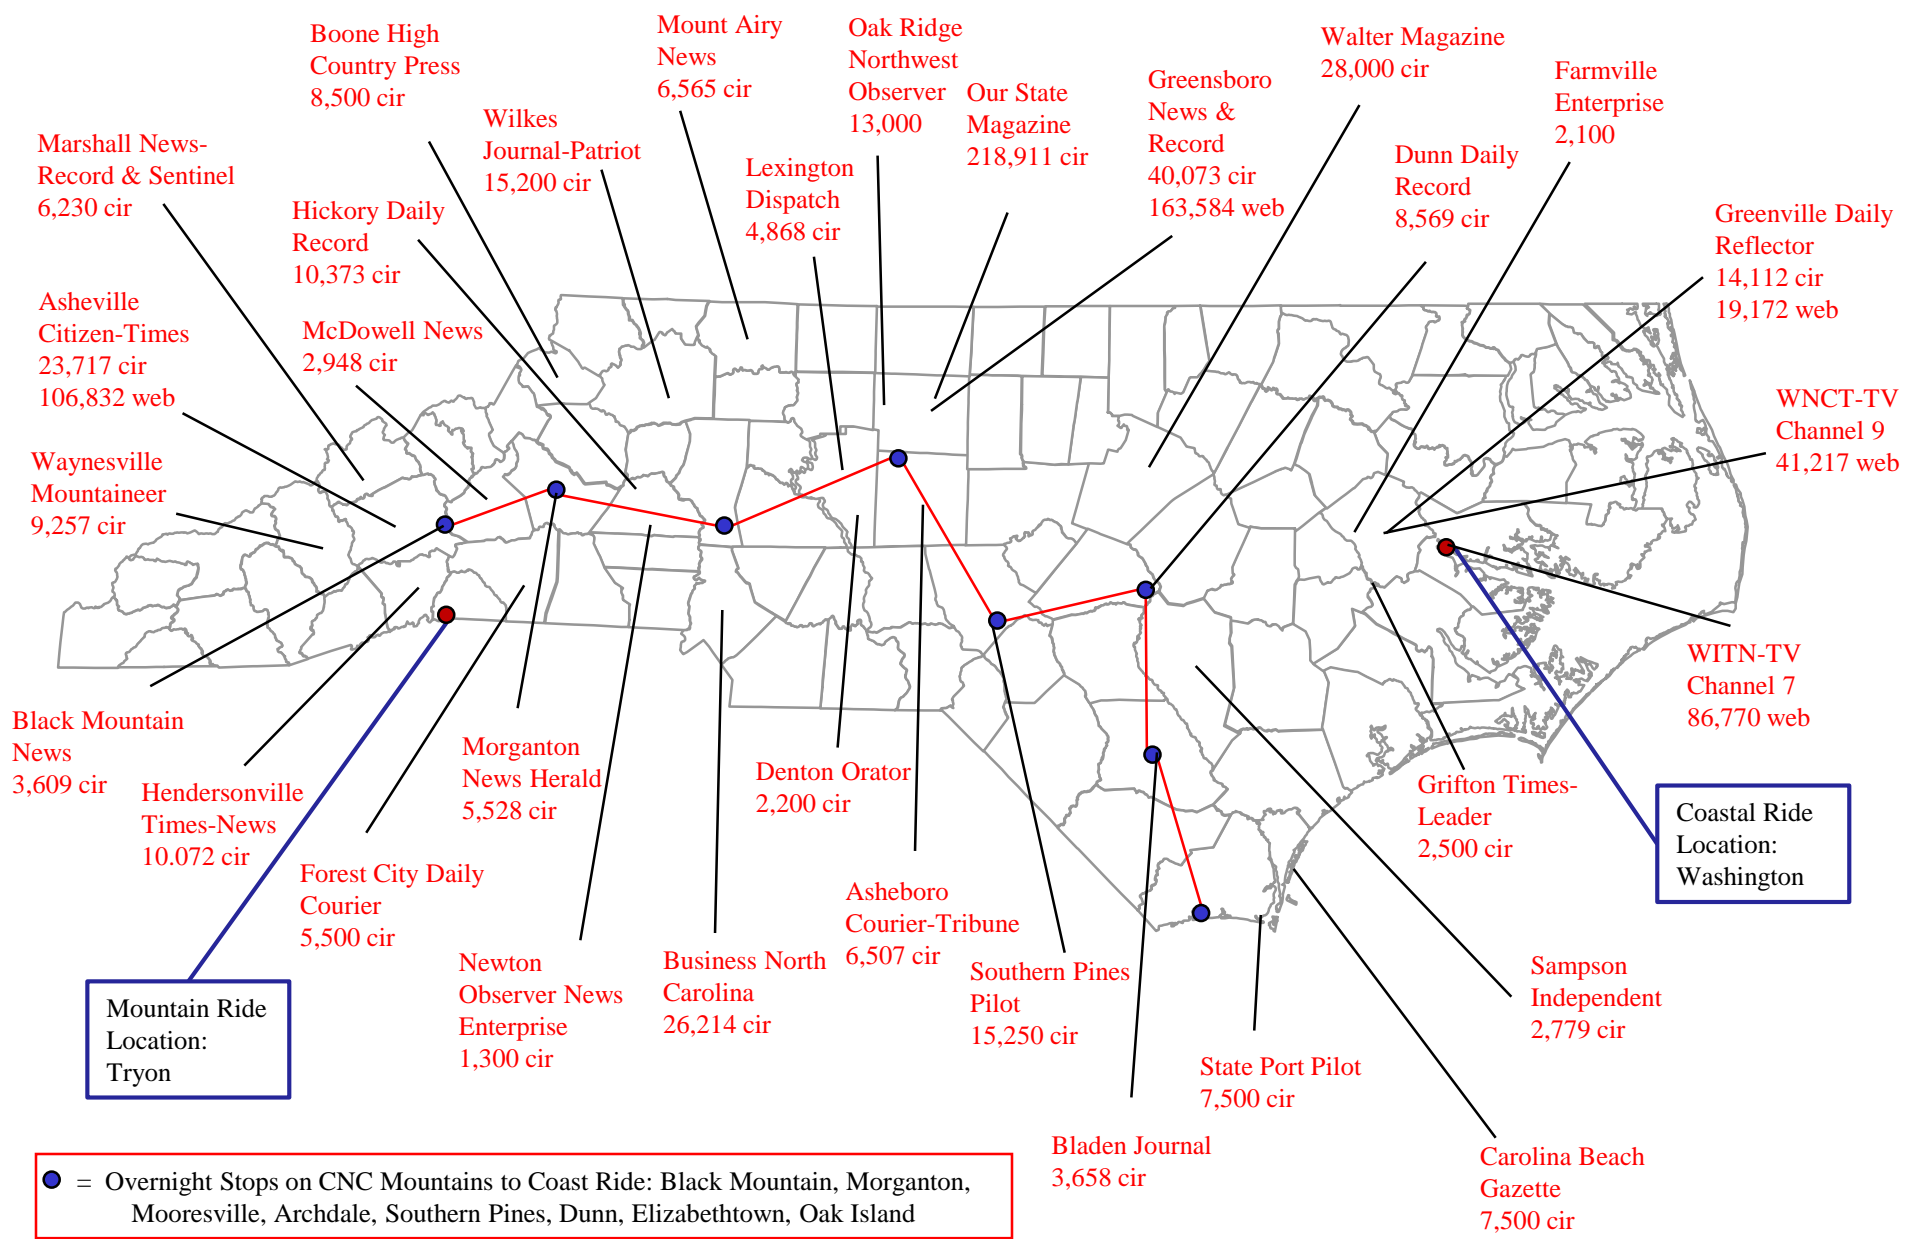 Boone High
Country Press
8,500 cir
Mount Airy
News
6,565 cir
Oak Ridge
Northwest
Observer
13,000
Our State
Magazine
218,911 cir
Greensboro
News &
Record
40,073 cir
163,584 web
Walter Magazine
28,000 cir
Farmville
Enterprise
2,100
Marshall News-
Record & Sentinel
6,230 cir
Wilkes
Journal-Patriot
15,200 cir
Lexington
Dispatch
4,868 cir
Dunn Daily
Record
8,569 cir
Hickory Daily
Record
10,373 cir
Greenville Daily
Reflector
14,112 cir
19,172 web
Asheville
Citizen-Times
23,717 cir
106,832 web
McDowell News
2,948 cir
WNCT-TV
Channel 9
41,217 web
Waynesville
Mountaineer
9,257 cir
WITN-TV
Channel 7
86,770 web
Black Mountain
News
3,609 cir
Hendersonville
Times-News
10.072 cir
Morganton
News Herald
5,528 cir
Denton Orator
2,200 cir
Grifton Times-
Leader
2,500 cir
Coastal Ride
Location:
Washington
Forest City Daily
Courier
5,500 cir
Asheboro
Courier-Tribune
6,507 cir
Newton
Observer News
Enterprise
1,300 cir
Business North
Carolina
26,214 cir
Southern Pines
Pilot
15,250 cir
Sampson
Independent
2,779 cir
Mountain Ride
Location:
Tryon
State Port Pilot
7,500 cir
Bladen Journal
3,658 cir
Carolina Beach
Gazette
7,500 cir
= Overnight Stops on CNC Mountains to Coast Ride: Black Mountain, Morganton,
Mooresville, Archdale, Southern Pines, Dunn, Elizabethtown, Oak Island